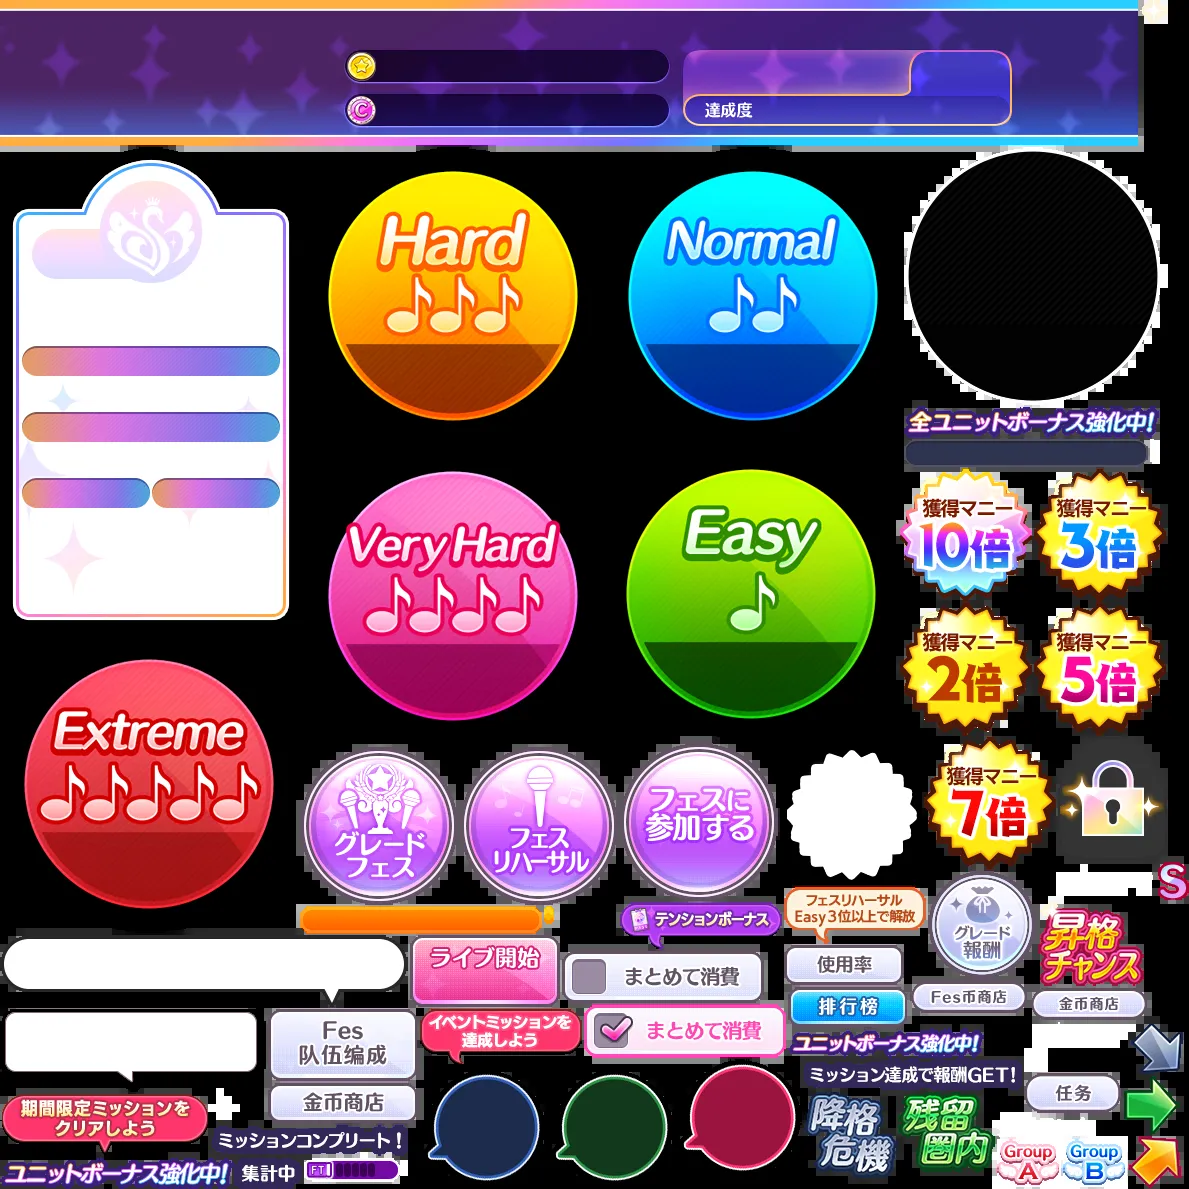 達成度
Hard
Normal
全ユニットボーナス強化中!
Very Hard
Easy
獲得マニー
10倍
獲得マニー
3倍
獲得マニー
2倍
獲得マニー
5倍
Extreme
グレード
フェス
フェス
リハーサル
フェスに
参加する
獲得マニー
7倍
S
テンションボーナス
フェスリハーサル
Easy3位以上で解放
グレード
報酬
昇格
チャンス
ライブ開始
まとめて消費
使用率
排行榜
Fes币商店
金币商店
Fes
队伍编成
イベントミッションを
達成しよう
まとめて消費
ユニットボーナス強化中!
ミッション達成で報酬GET!
金币商店
任务
期間限定ミッションを
クリアしよう
ミッションコンプリート!
降格
危機
残留
圏内
Group
A
Group
B
ユニットボーナス強化中!
集計中
FT